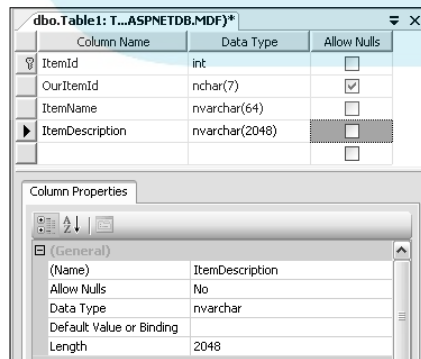 dbo.Table1: T...ASPNETDB.MDF)*
Column Name Data Type Allow Nulls
ItemId int
OurItemId nchar(7)
ItemName nvarchar(64)
ItemDescription nvarchar(2048)
Column Properties
(General)
(Name) ItemDescription
Allow Nulls No
Data Type nvarchar
Default Value or Binding
Length 2048